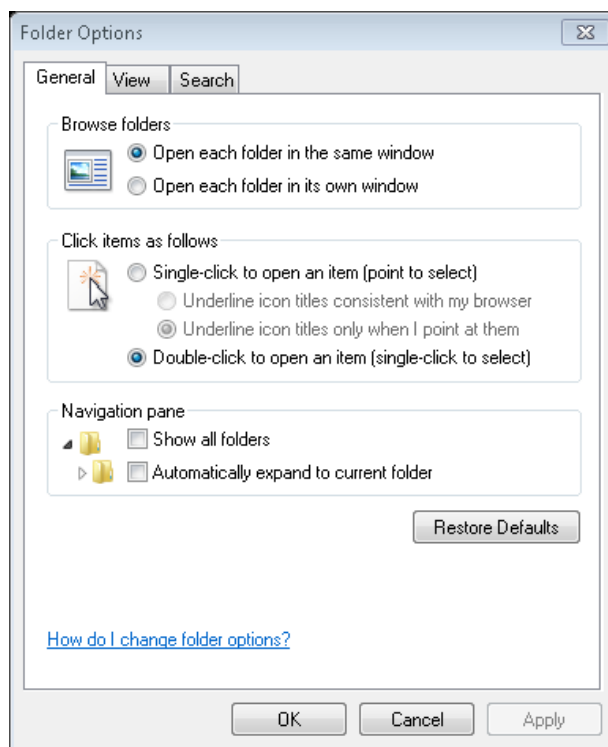 Folder Options
General View Search
Browse folders
Open each folder in the same window
Open each folder in its own window
Click items as follows
Single-click to open an item (point to select)
Underline icon titles consistent with my browser
Underline icon titles only when I point at them
Double-click to open an item (single-click to select)
Navigation pane
Show all folders
Automatically expand to current folder
Restore Defaults
How do I change folder options?
OK Cancel Apply